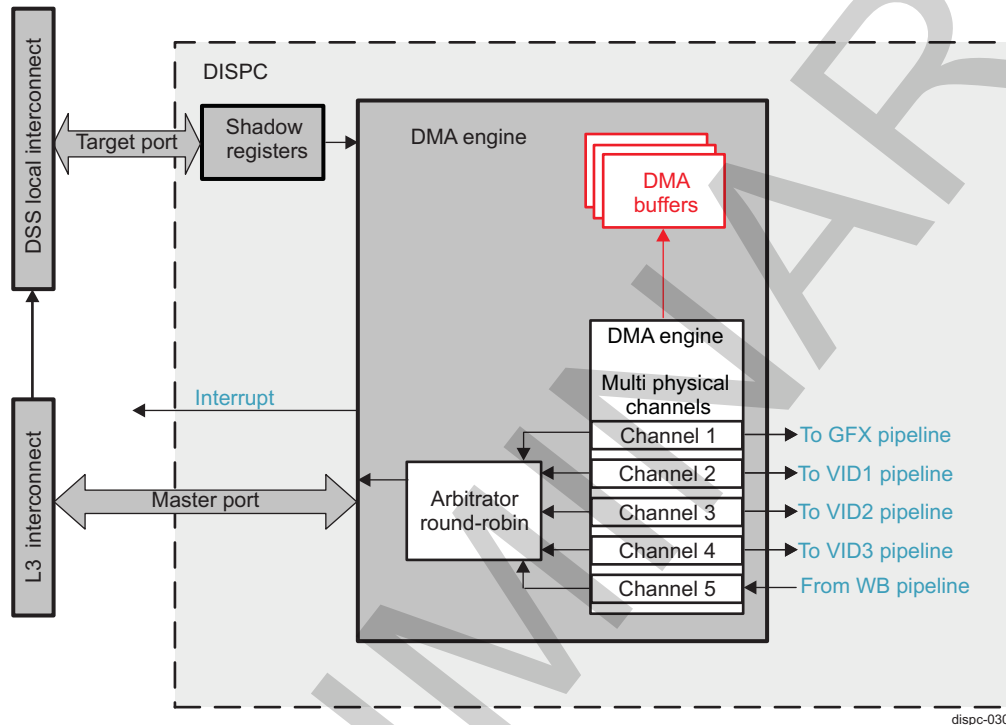 DISPC
DSS local interconnect
Target port
Shadow
registers
DMA engine
DMA
buffers
DMA engine
Multi physical
channels
Interrupt
Channel 1
To GFX pipeline
Channel 2
To VID1 pipeline
L3 interconnect
Master port
Arbitrator
round-robin
Channel 3
To VID2 pipeline
Channel 4
To VID3 pipeline
Channel 5
From WB pipeline
dispc-030